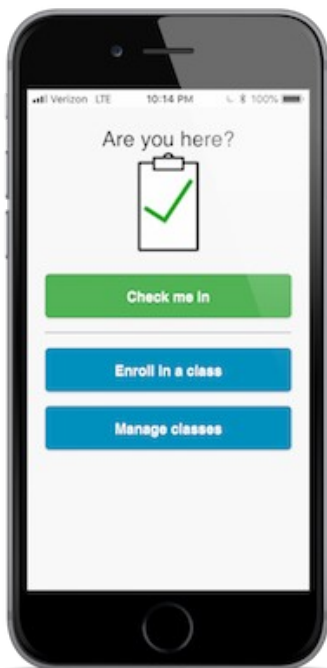 Verizon LTE 10:14 PM 100%
Are you here?
Check me in
Enroll in a class
Manage classes